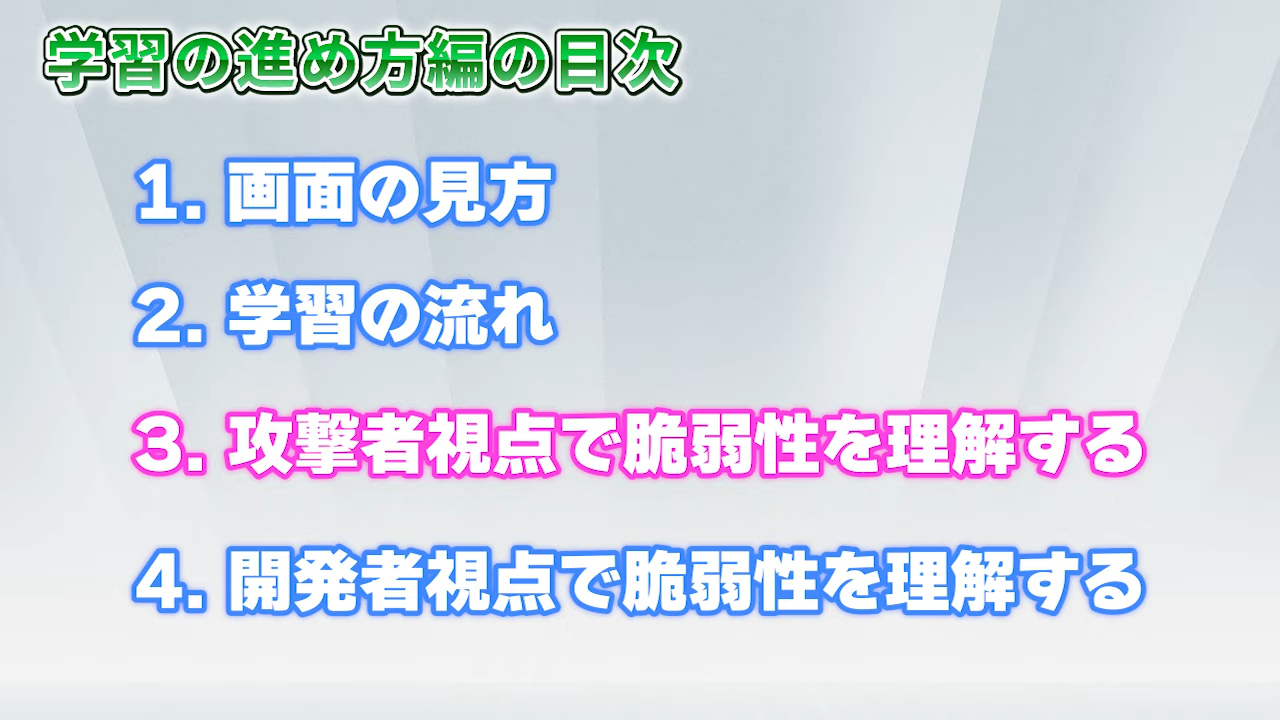 学習の進め方編の目次
1. 画面の見方
2. 学習の流れ
3. 攻撃者視点で脆弱性を理解する
4. 開発者視点で脆弱性を理解する